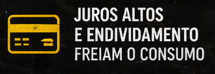 JUROS ALTOS
E ENDIVIDAMENTO
FREIAM O CONSUMO